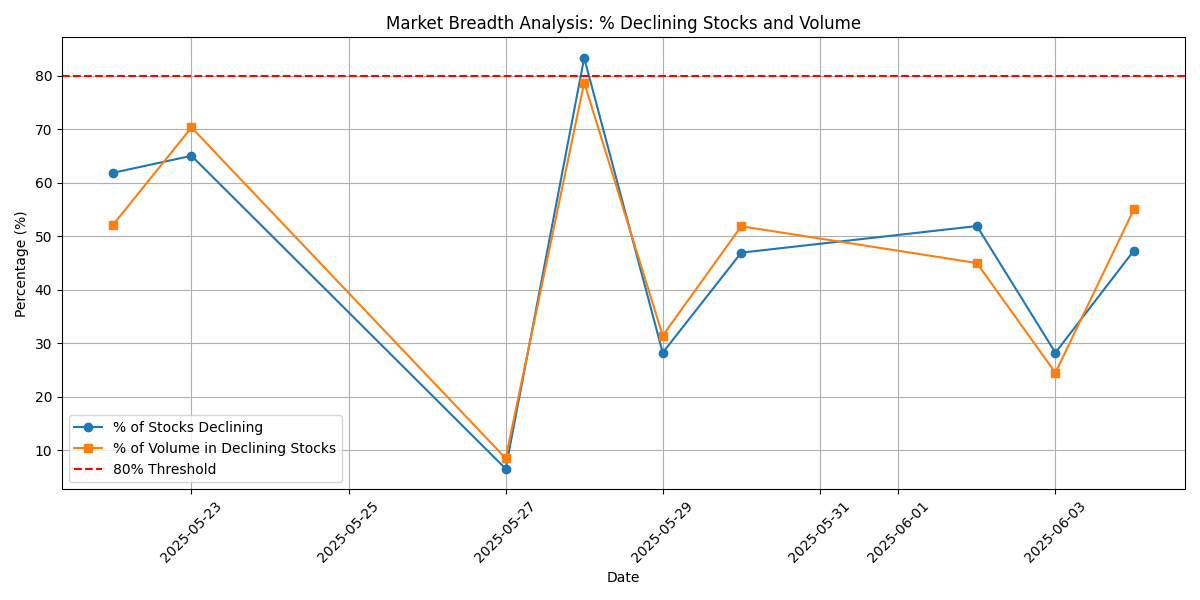 Market Breadth Analysis: % Declining Stocks and Volume
Percentage (%)
80
70
60
50
40
30
20
10
% of Stocks Declining
% of Volume in Declining Stocks
80% Threshold
2025-05-23
2025-05-25
2025-05-27
2025-05-29
2025-05-31
2025-06-01
2025-06-03
Date